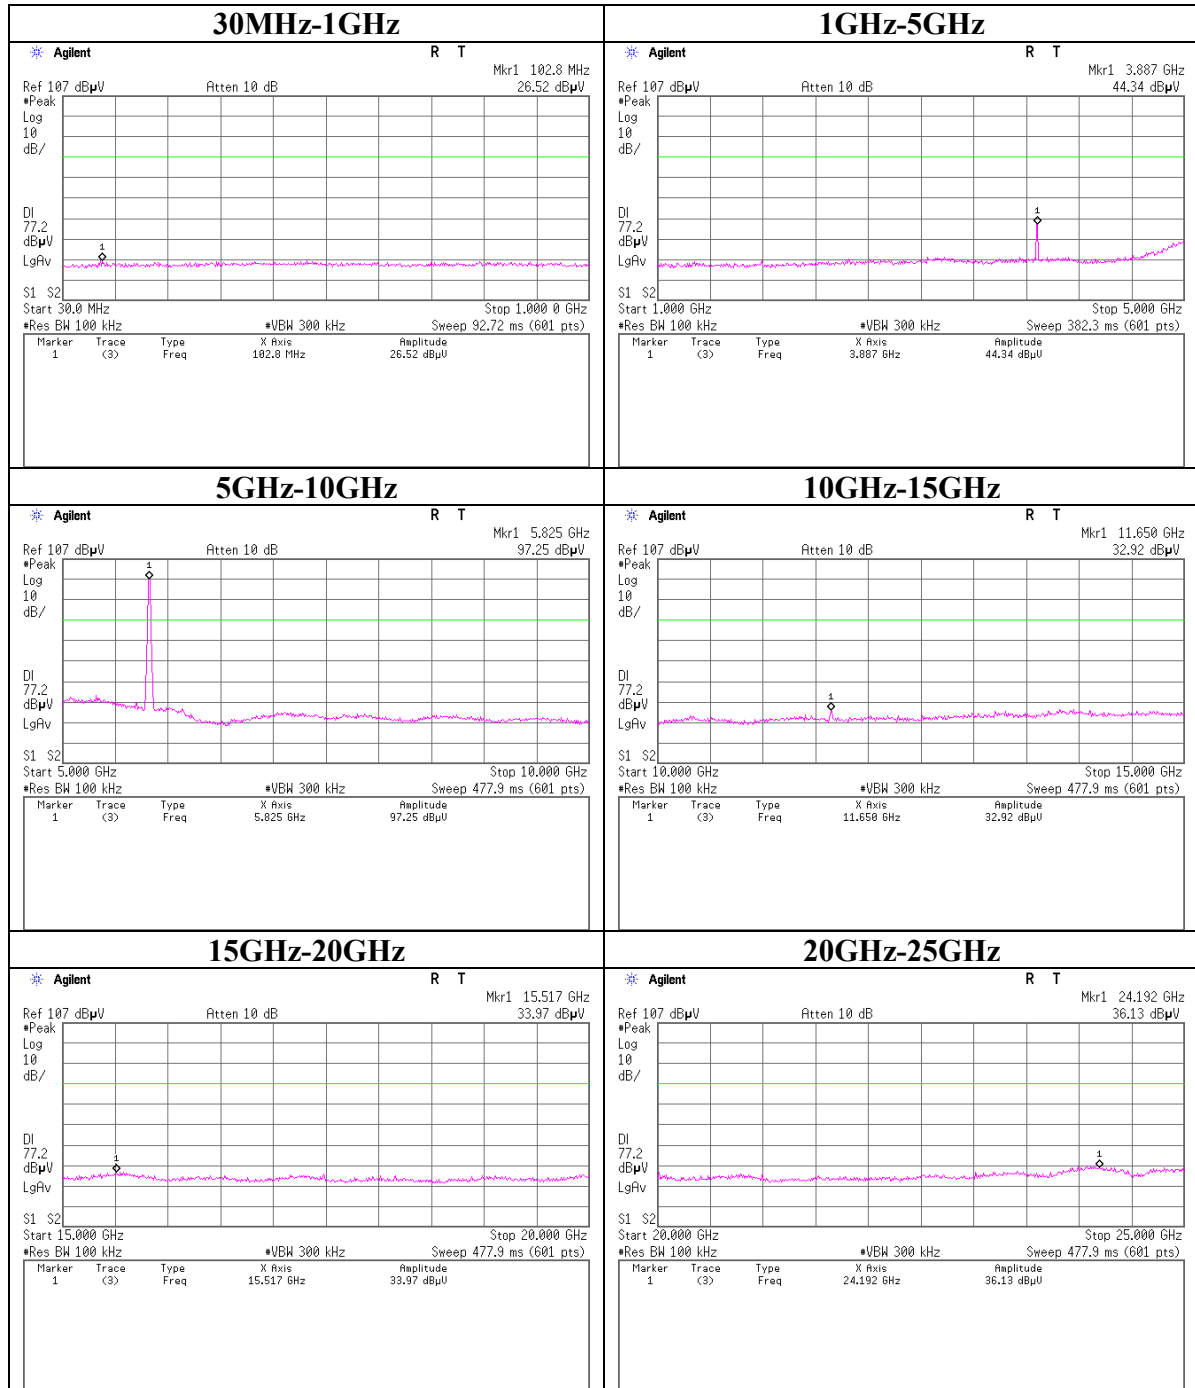 30MHz-1GHz
Agilent R T
Mkr1 102.8 MHz
Ref 107 dBµV Atten 10 dB 26.52 dBµV
#Peak
Log
10
dB/
1
DI
77.2
dBµV
LgAv
S1 S2
Start 30.0 MHz Stop 1.000 0 GHz
#Res BW 100 kHz #VBW 300 kHz Sweep 92.72 ms (601 pts)
Marker Trace Type X Axis Amplitude
1 (3) Freq 102.8 MHz 26.52 dBµV
1GHz-5GHz
Agilent R T
Mkr1 3.887 GHz
Ref 107 dBµV Atten 10 dB 44.34 dBµV
#Peak
Log
10
dB/
1
DI
77.2
dBµV
LgAv
S1 S2
Start 1.000 GHz Stop 5.000 GHz
#Res BW 100 kHz #VBW 300 kHz Sweep 382.3 ms (601 pts)
Marker Trace Type X Axis Amplitude
1 (3) Freq 3.887 GHz 44.34 dBµV
5GHz-10GHz
Agilent R T
Mkr1 5.825 GHz
Ref 107 dBµV Atten 10 dB 97.25 dBµV
#Peak
Log
10
dB/
1
DI
77.2
dBµV
LgAv
S1 S2
Start 5.000 GHz Stop 10.000 GHz
#Res BW 100 kHz #VBW 300 kHz Sweep 477.9 ms (601 pts)
Marker Trace Type X Axis Amplitude
1 (3) Freq 5.825 GHz 97.25 dBµV
10GHz-15GHz
Agilent R T
Mkr1 11.650 GHz
Ref 107 dBµV Atten 10 dB 32.92 dBµV
#Peak
Log
10
dB/
1
DI
77.2
dBµV
LgAv
S1 S2
Start 10.000 GHz Stop 15.000 GHz
#Res BW 100 kHz #VBW 300 kHz Sweep 477.9 ms (601 pts)
Marker Trace Type X Axis Amplitude
1 (3) Freq 11.650 GHz 32.92 dBµV
15GHz-20GHz
Agilent R T
Mkr1 15.517 GHz
Ref 107 dBµV Atten 10 dB 33.97 dBµV
#Peak
Log
10
dB/
1
DI
77.2
dBµV
LgAv
S1 S2
Start 15.000 GHz Stop 20.000 GHz
#Res BW 100 kHz #VBW 300 kHz Sweep 477.9 ms (601 pts)
Marker Trace Type X Axis Amplitude
1 (3) Freq 15.517 GHz 33.97 dBµV
20GHz-25GHz
Agilent R T
Mkr1 24.192 GHz
Ref 107 dBµV Atten 10 dB 36.13 dBµV
#Peak
Log
10
dB/
1
DI
77.2
dBµV
LgAv
S1 S2
Start 20.000 GHz Stop 25.000 GHz
#Res BW 100 kHz #VBW 300 kHz Sweep 477.9 ms (601 pts)
Marker Trace Type X Axis Amplitude
1 (3) Freq 24.192 GHz 36.13 dBµV